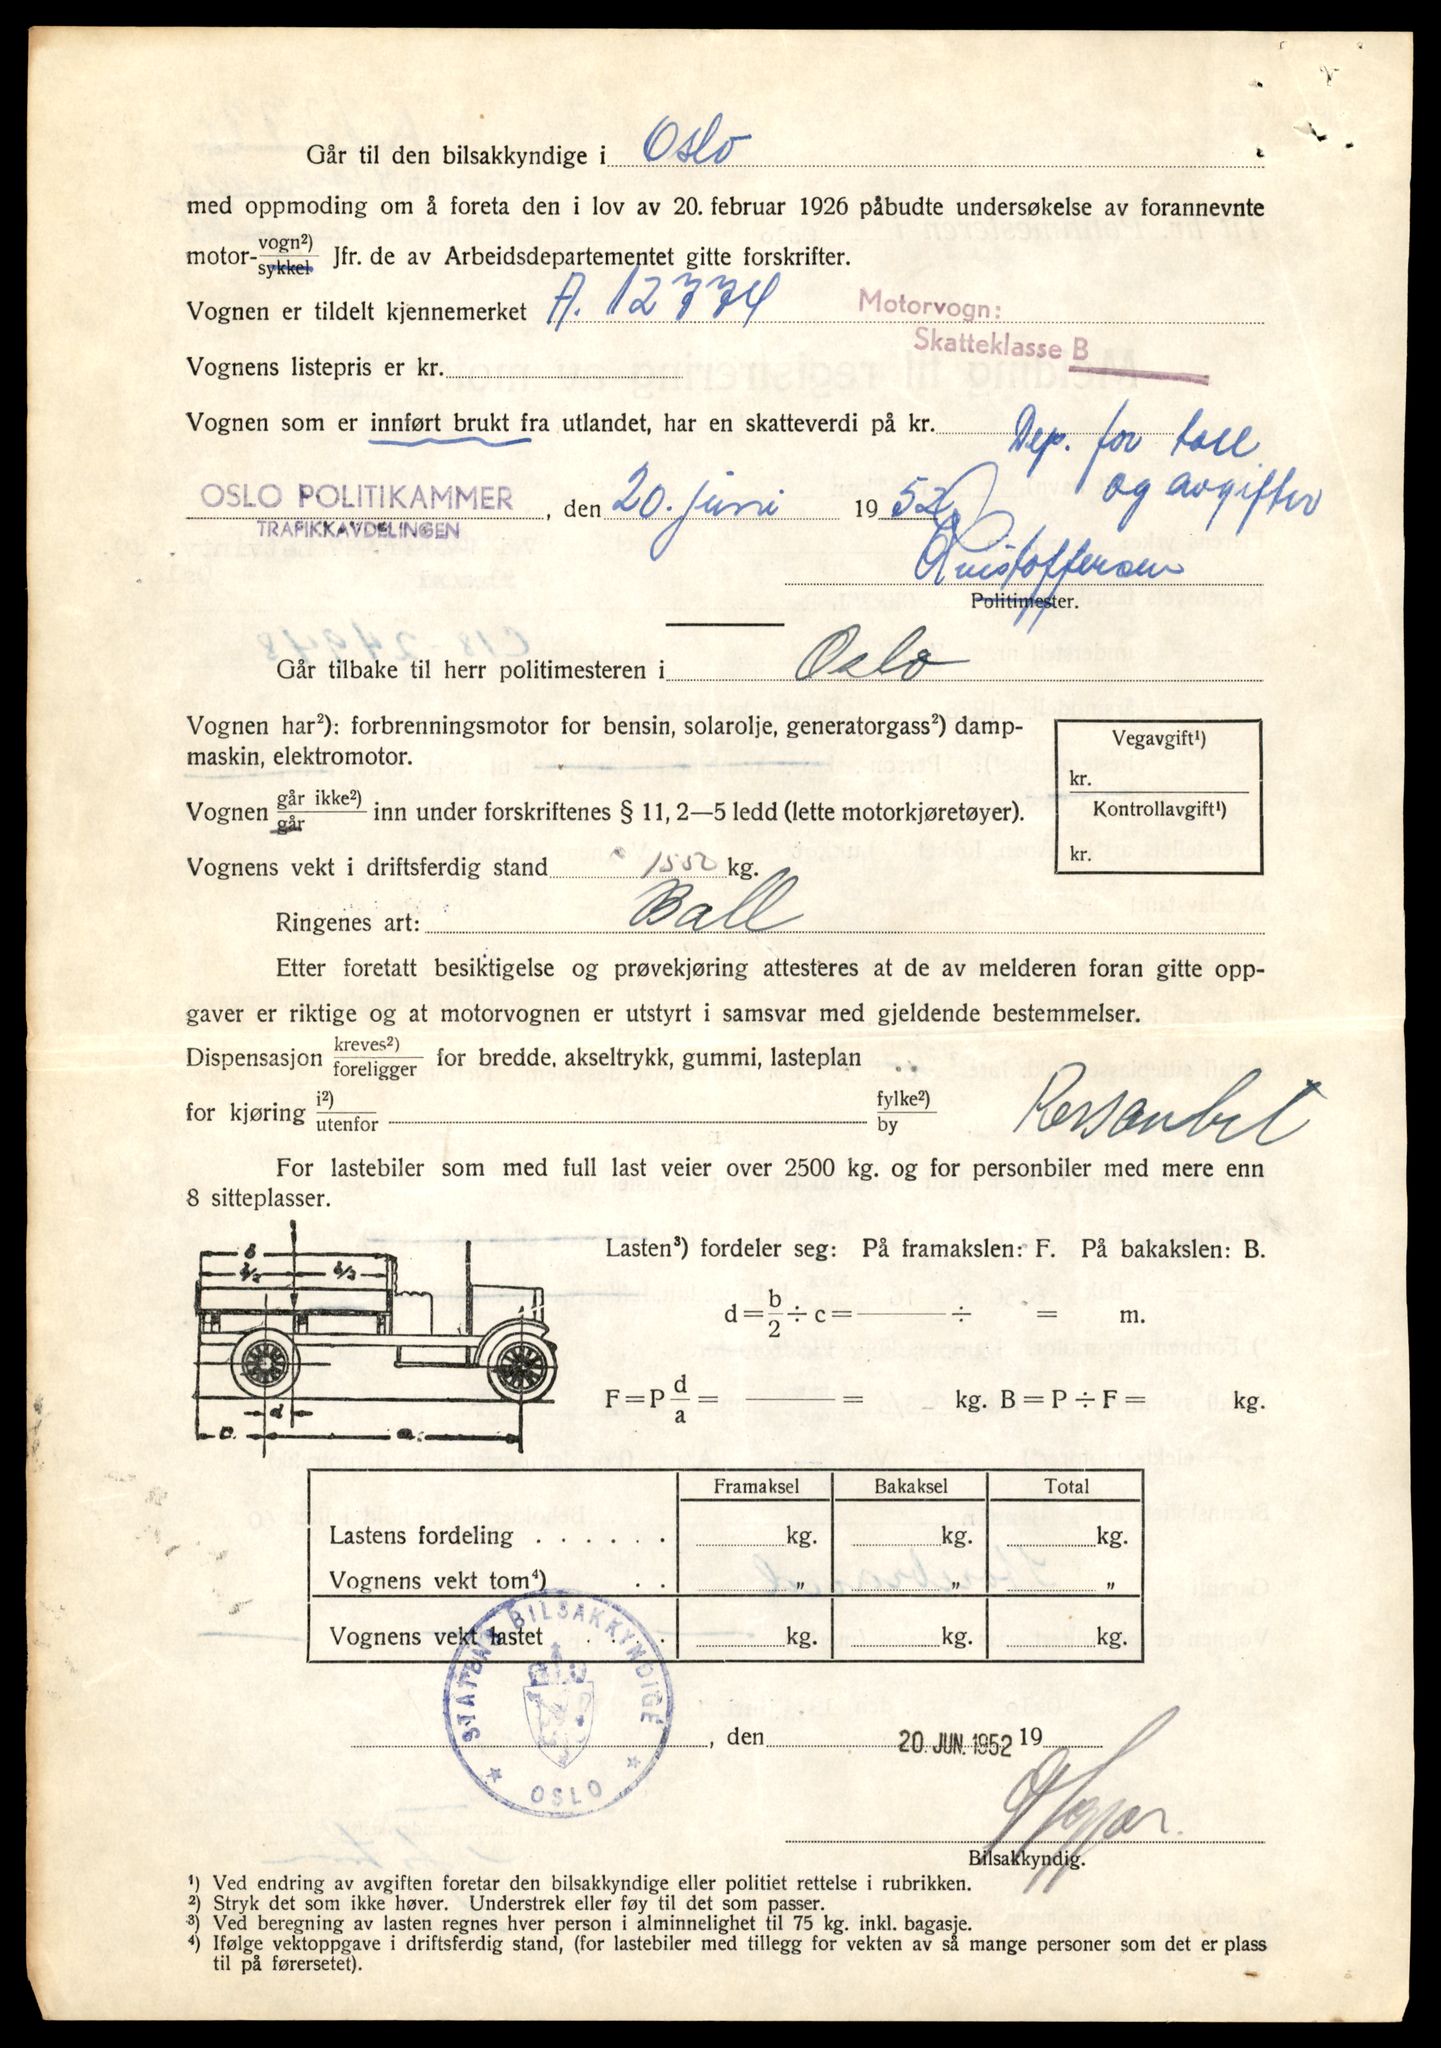 Går til den bilsakkyndige i Oslo
med oppmoding om å foreta den i lov av 20. februar 1926 påbudte undersøkelse av forannevnte
motor- vogn²) / sykkel Jfr. de av Arbeidsdepartementet gitte forskrifter.
Vognen er tildelt kjennemerket A. 12774
Motorvogn:
Skatteklasse B
Vognens listepris er kr.
Vognen som er innført brukt fra utlandet, har en skatteverdi på kr. Dep. for toll
og avgifter
OSLO POLITIKAMMER , den 20. juni 1952
TRAFIKKAVDELINGEN
Kristoffersen
Politimester.
Går tilbake til herr politimesteren i Oslo
Vognen har²): forbrenningsmotor for bensin, solarolje, generatorgass²) damp-
maskin, elektromotor.
Vegavgift¹)
kr.
Kontrollavgift¹)
kr.
Vognen går ikke²) / går inn under forskriftenes § 11, 2—5 ledd (lette motorkjøretøyer).
Vognens vekt i driftsferdig stand 1550 kg.
Ringenes art: Ball
Etter foretatt besiktigelse og prøvekjøring attesteres at de av melderen foran gitte opp-
gaver er riktige og at motorvognen er utstyrt i samsvar med gjeldende bestemmelser.
Dispensasjon kreves²) / foreligger for bredde, akseltrykk, gummi, lasteplan
for kjøring i²) / utenfor fylke²) / by
For lastebiler som med full last veier over 2500 kg. og for personbiler med mere enn
8 sitteplasser.
Lasten³) fordeler seg: På framakslen: F. På bakakslen: B.
b/2 b/2
d = b/2 ÷ c = ——— ÷ = m.
F = P d/a = ——— = kg. B = P ÷ F = kg.
c. d a.
Framaksel Bakaksel Total
Lastens fordeling . . . . . . kg. kg. kg.
Vognens vekt tom⁴) . . „ „ „
Vognens vekt lastet . . . . kg. kg. kg.
STATENS BILSAKKYNDIGE
OSLO
, den 20. JUN. 1952 19
Bilsakkyndig.
¹) Ved endring av avgiften foretar den bilsakkyndige eller politiet rettelse i rubrikken.
²) Stryk det som ikke høver. Understrek eller føy til det som passer.
³) Ved beregning av lasten regnes hver person i alminnelighet til 75 kg. inkl. bagasje.
⁴) Ifølge vektoppgave i driftsferdig stand, (for lastebiler med tillegg for vekten av så mange personer som det er plass
til på førersetet).